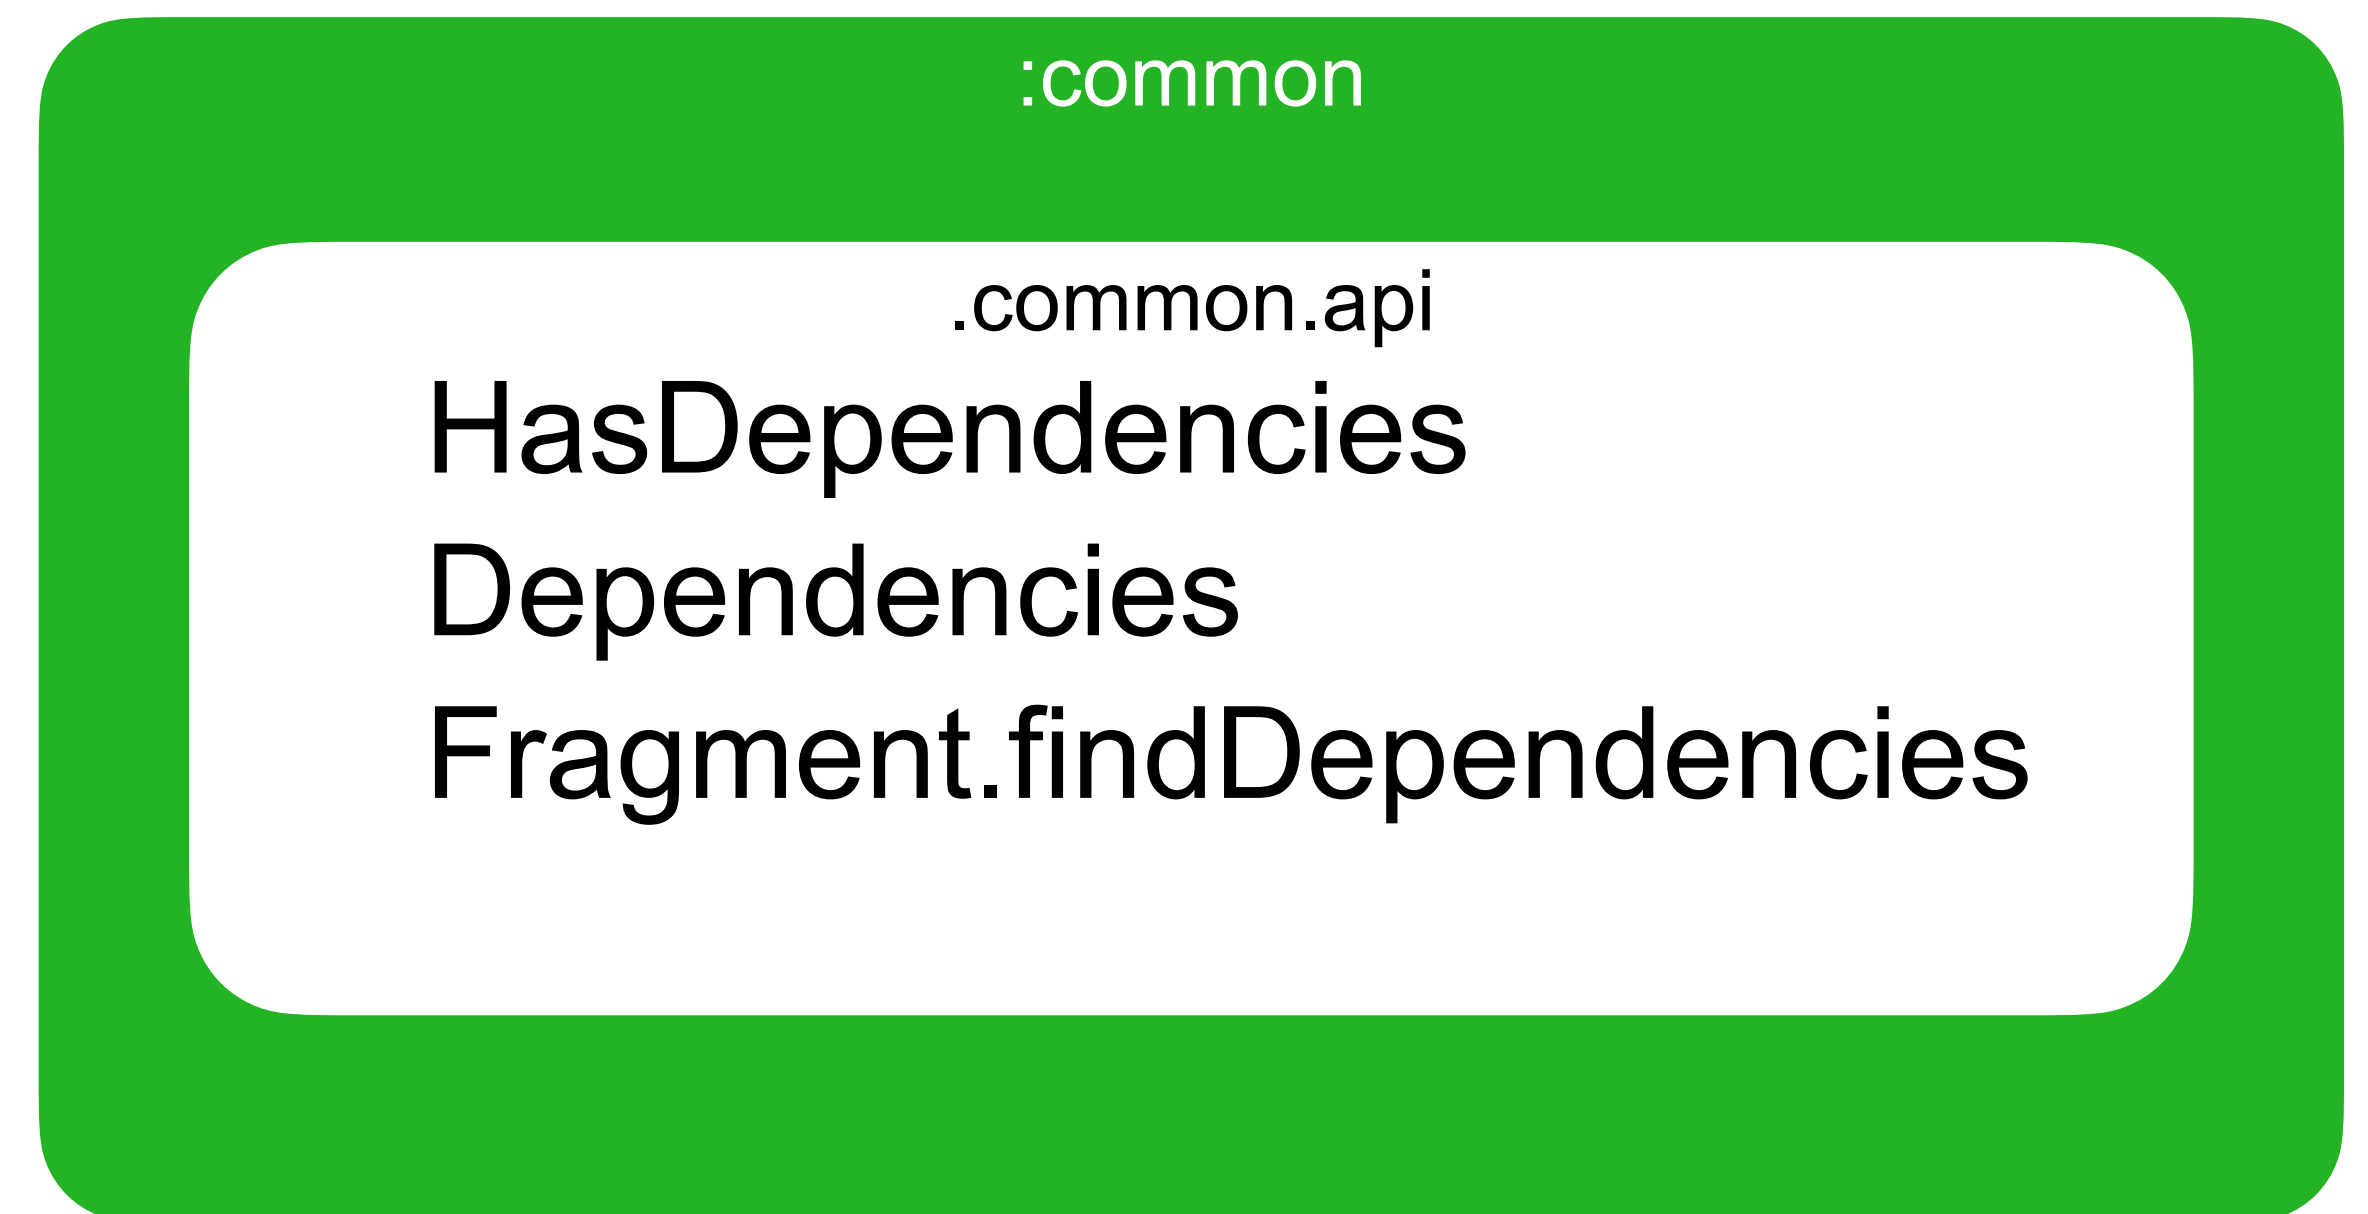 :common
.common.api
HasDependencies
Dependencies
Fragment.findDependencies